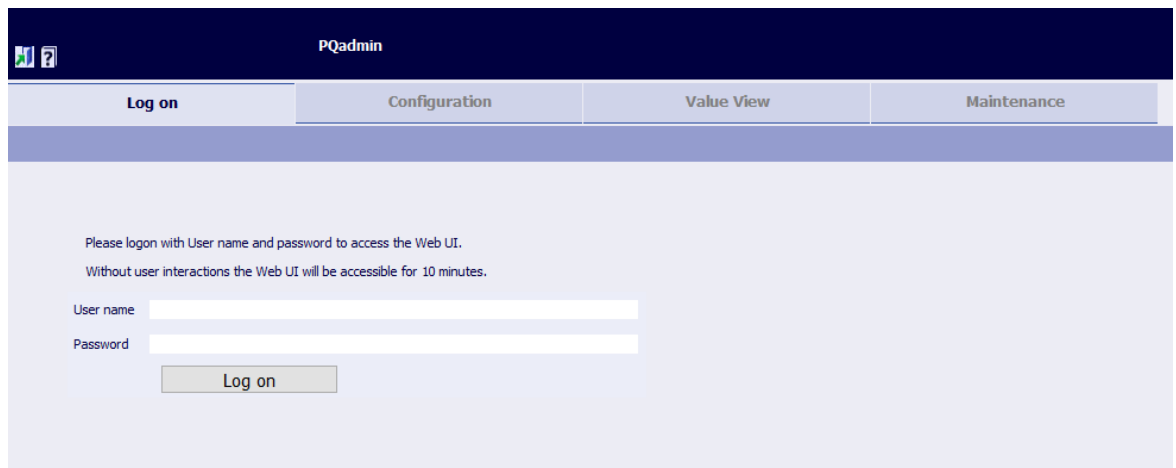 PQadmin
Log on Configuration Value View Maintenance
Please logon with User name and password to access the Web UI.
Without user interactions the Web UI will be accessible for 10 minutes.
User name
Password
Log on